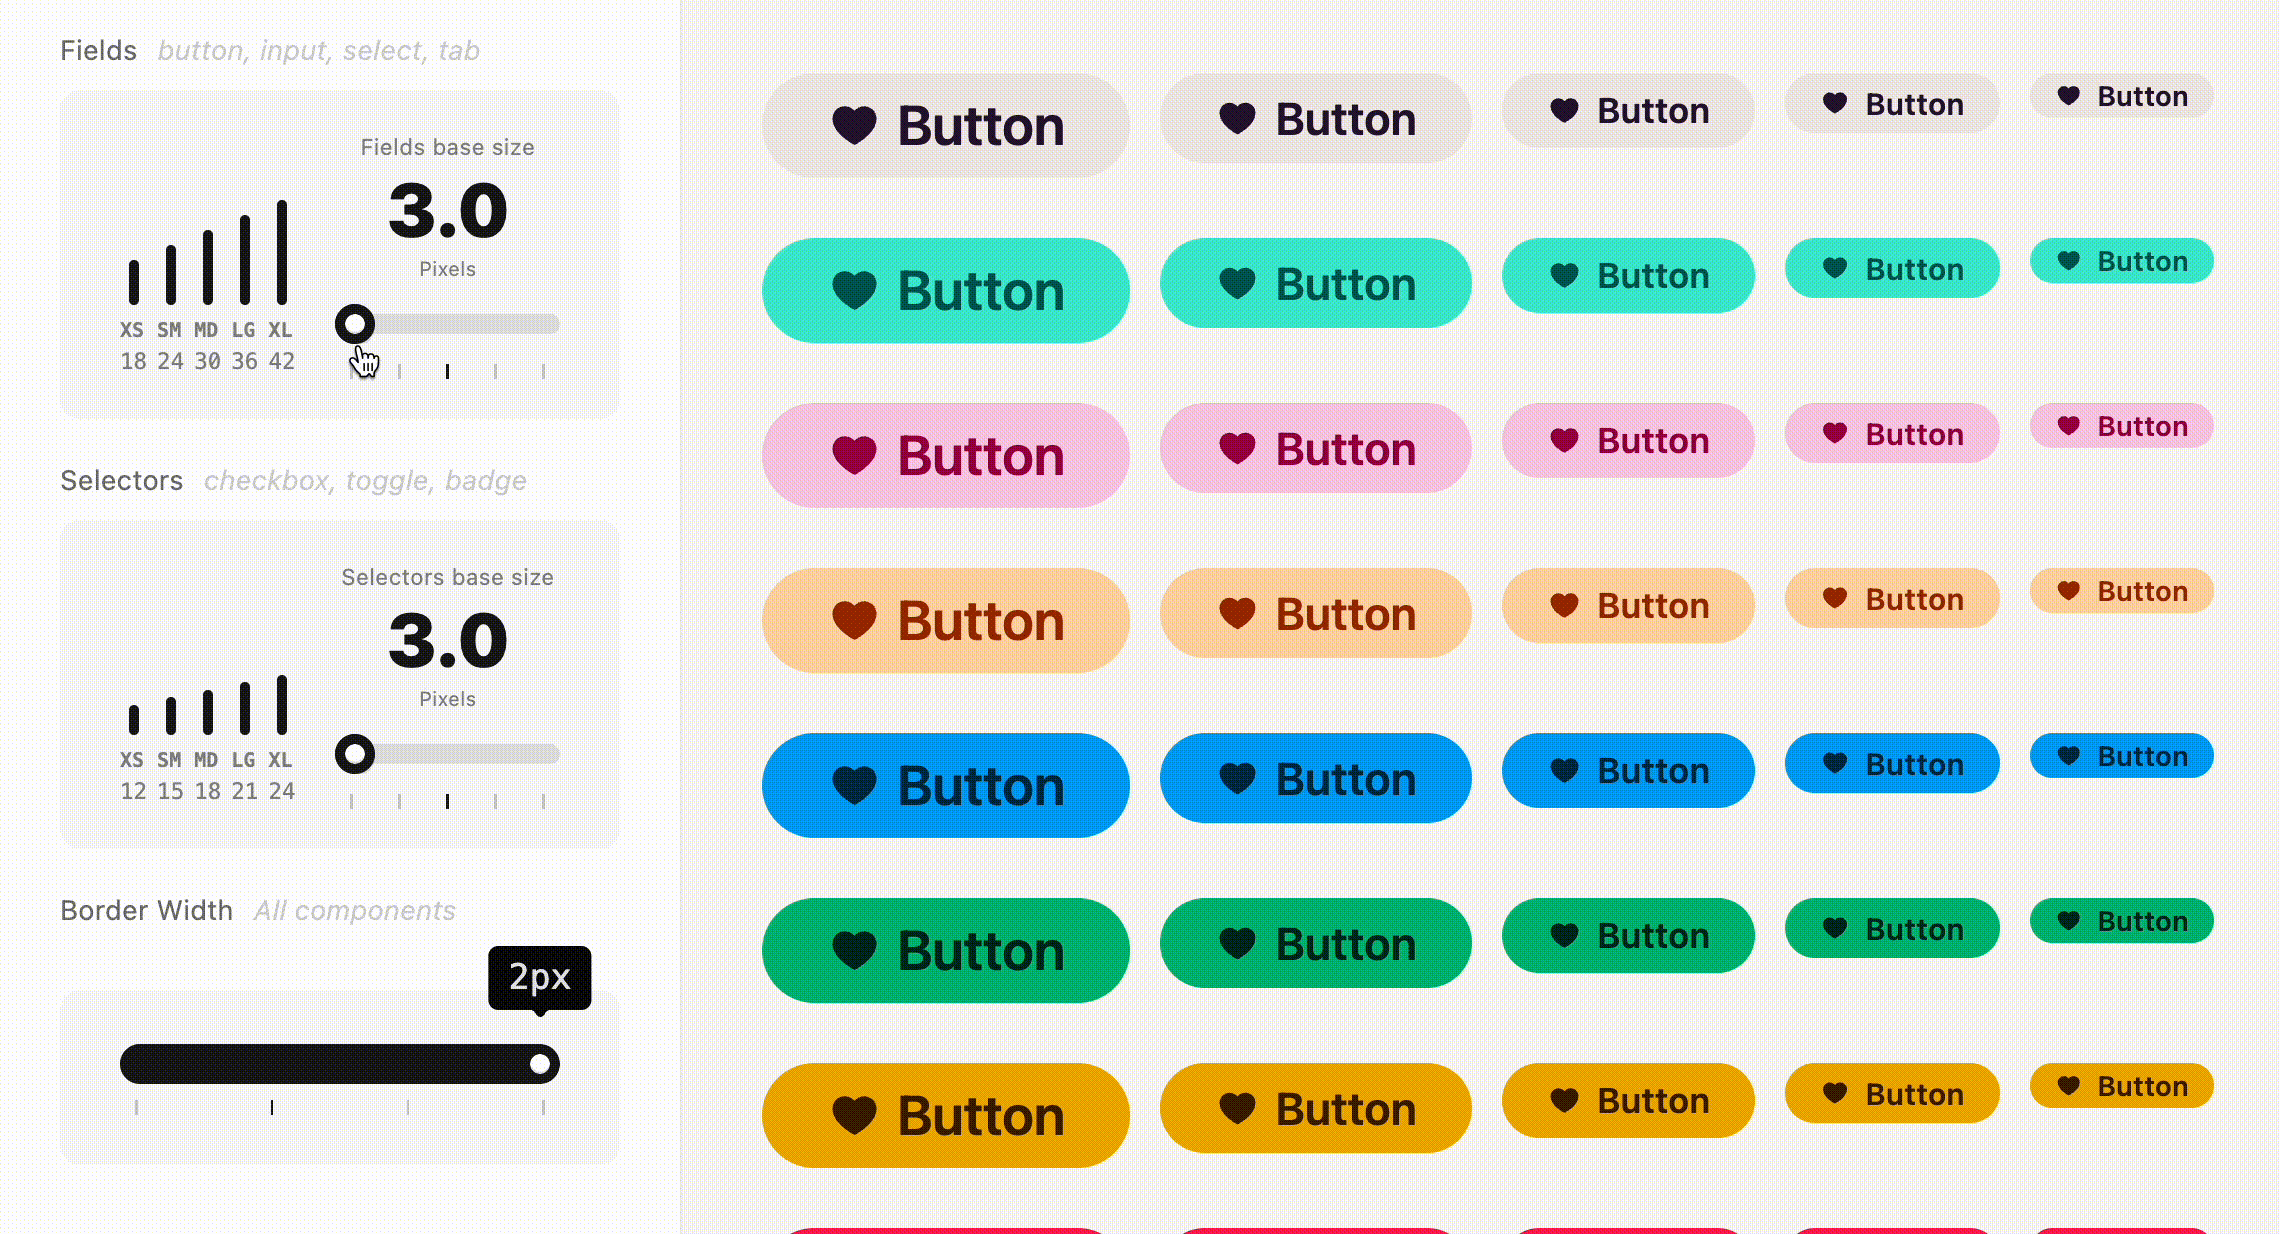 Fields button, input, select, tab
Fields base size
3.0
Pixels
XS SM MD LG XL
18 24 30 36 42
Selectors checkbox, toggle, badge
Selectors base size
3.0
Pixels
XS SM MD LG XL
12 15 18 21 24
Border Width All components
2px
Button Button Button Button Button
Button Button Button Button Button
Button Button Button Button Button
Button Button Button Button Button
Button Button Button Button Button
Button Button Button Button Button
Button Button Button Button Button